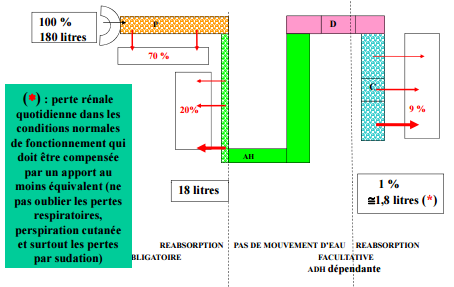 100 %
180 litres
P
D
70 %
(*) : perte rénale
quotidienne dans les
conditions normales
de fonctionnement qui
doit être compensée
par un apport au
moins équivalent (ne
pas oublier les pertes
respiratoires,
perspiration cutanée
et surtout les pertes
par sudation)
20%
C
9 %
AH
18 litres
1 %
≅1,8 litres (*)
REABSORPTION
BLIGATOIRE
PAS DE MOUVEMENT D'EAU
REABSORPTION
FACULTATIVE
ADH dépendante